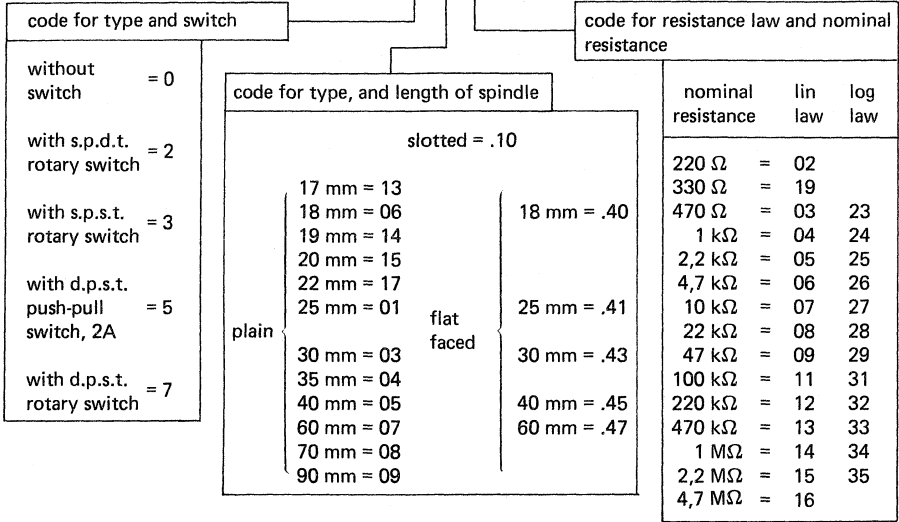 code for type and switch
without
switch = 0
with s.p.d.t.
rotary switch = 2
with s.p.s.t.
rotary switch = 3
with d.p.s.t.
push-pull = 5
switch, 2A
with d.p.s.t.
rotary switch = 7
code for type, and length of spindle
slotted = .10
plain
17 mm = 13
18 mm = 06
19 mm = 14
20 mm = 15
22 mm = 17
25 mm = 01
30 mm = 03
35 mm = 04
40 mm = 05
60 mm = 07
70 mm = 08
90 mm = 09
flat
faced
18 mm = .40
25 mm = .41
30 mm = .43
40 mm = .45
60 mm = .47
code for resistance law and nominal
resistance
nominal lin log
resistance law law
220 Ω = 02
330 Ω = 19
470 Ω = 03 23
1 kΩ = 04 24
2,2 kΩ = 05 25
4,7 kΩ = 06 26
10 kΩ = 07 27
22 kΩ = 08 28
47 kΩ = 09 29
100 kΩ = 11 31
220 kΩ = 12 32
470 kΩ = 13 33
1 MΩ = 14 34
2,2 MΩ = 15 35
4,7 MΩ = 16